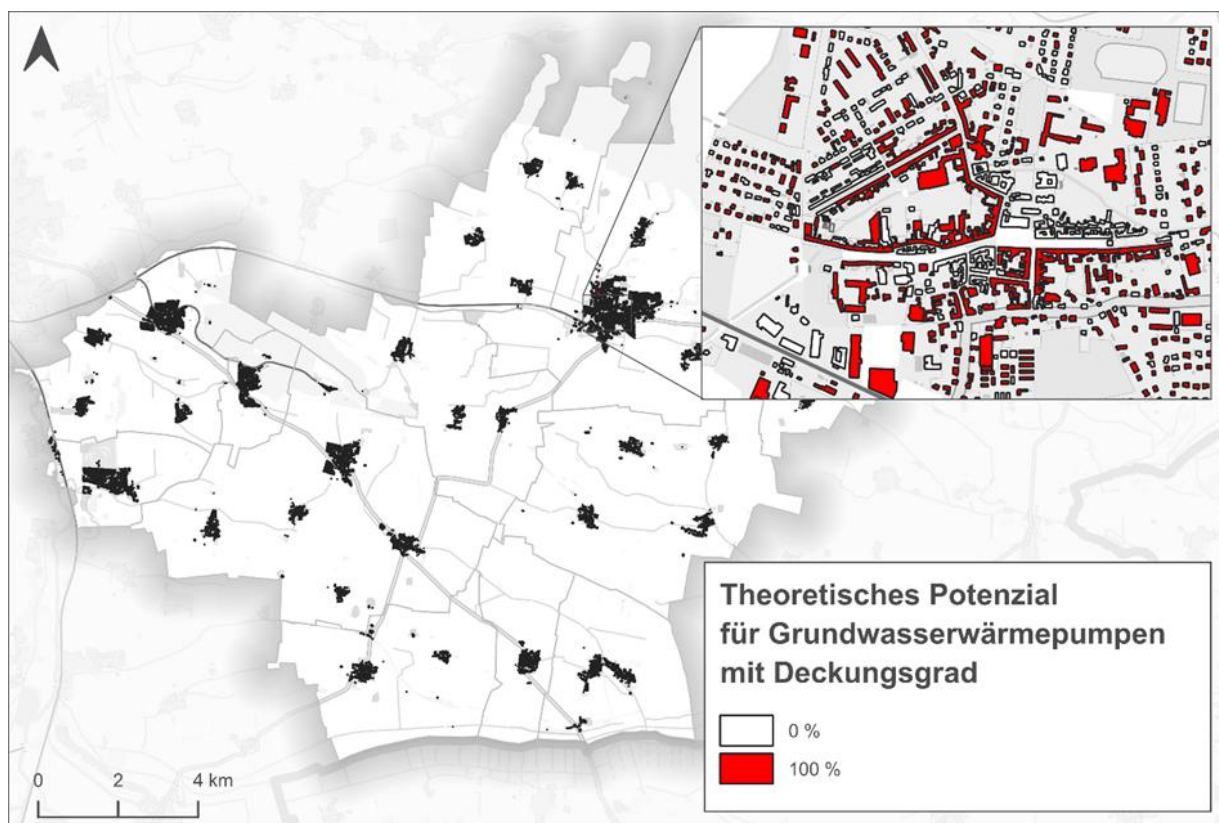 Theoretisches Potenzial
für Grundwasserwärmepumpen
mit Deckungsgrad
0 %
100 %
0 2 4 km